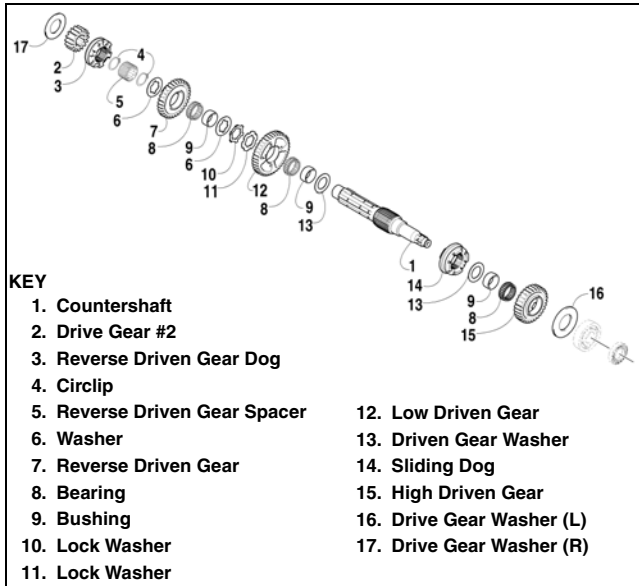 17
2
3
4
5
6
7
8
9
6
10
11
12
8
9
13
1
14
13
9
8
15
16
KEY
1. Countershaft
2. Drive Gear #2
3. Reverse Driven Gear Dog
4. Circlip
5. Reverse Driven Gear Spacer
6. Washer
7. Reverse Driven Gear
8. Bearing
9. Bushing
10. Lock Washer
11. Lock Washer
12. Low Driven Gear
13. Driven Gear Washer
14. Sliding Dog
15. High Driven Gear
16. Drive Gear Washer (L)
17. Drive Gear Washer (R)